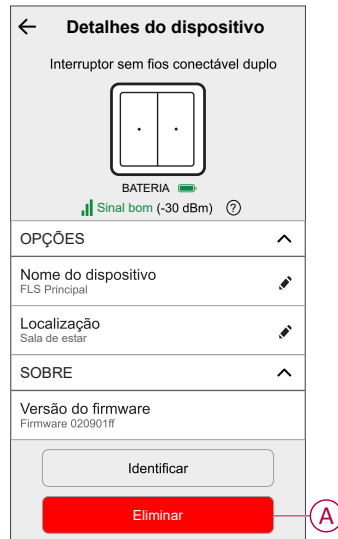 Detalhes do dispositivo
Interruptor sem fios conectável duplo
BATERIA
Sinal bom (-30 dBm) ?
OPÇÕES
Nome do dispositivo
FLS Principal
Localização
Sala de estar
SOBRE
Versão do firmware
Firmware 020901ff
Identificar
Eliminar
A